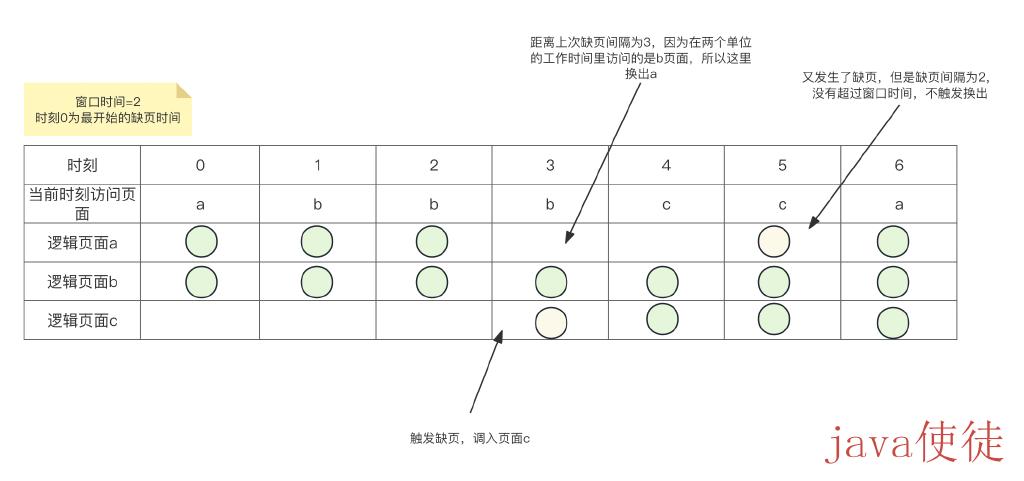 距离上次缺页间隔为3，因为在两个单位
的工作时间里访问的是b页面，所以这里
换出a
又发生了缺页，但是缺页间隔为2，
没有超过窗口时间，不触发换出
窗口时间=2
时刻0为最开始的缺页时间
时刻 0 1 2 3 4 5 6
当前时刻访问页
面 a b b b c c a
逻辑页面a
逻辑页面b
逻辑页面c
触发缺页，调入页面c
java使徒